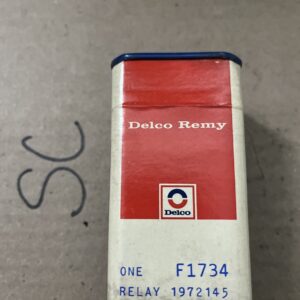 SC
Delco Remy
Delco
ONE F1734
RELAY 1972145